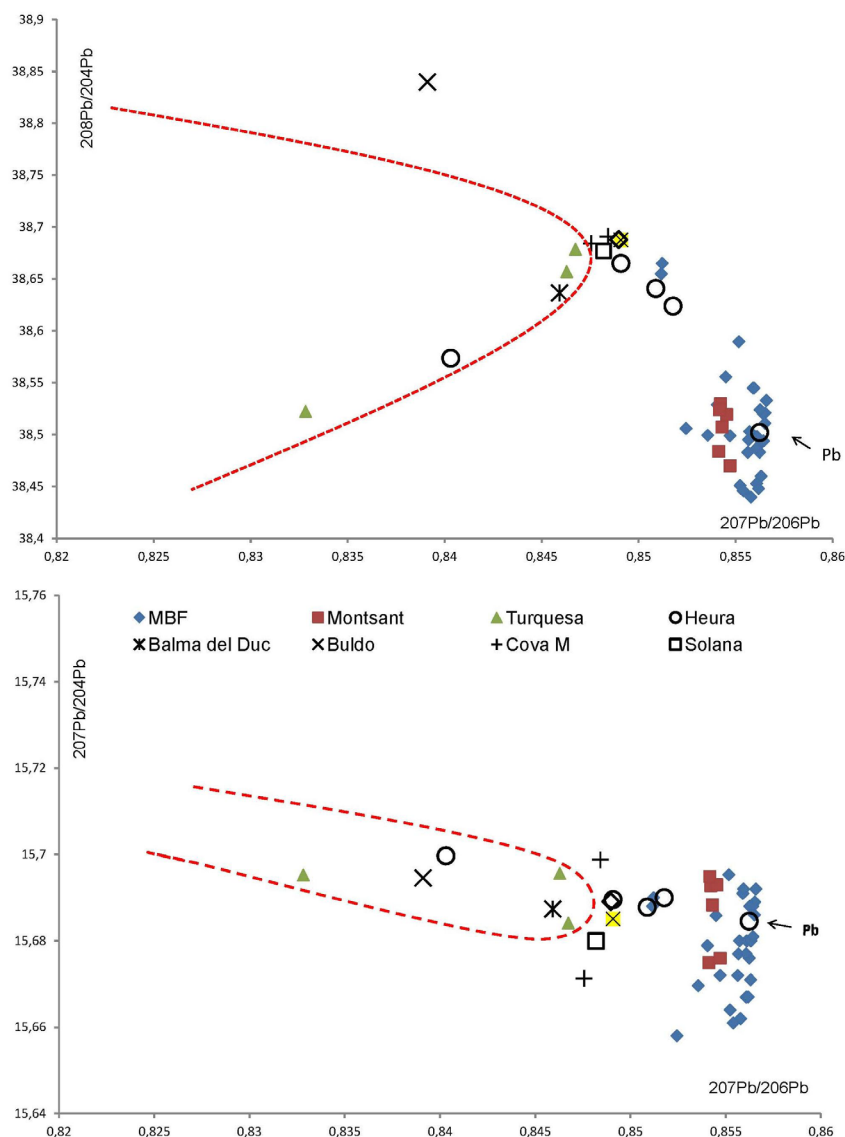 38,9
38,85
38,8
38,75
38,7
38,65
38,6
38,55
38,5
38,45
38,4
208Pb/204Pb
Pb
207Pb/206Pb
0,82 0,825 0,83 0,835 0,84 0,845 0,85 0,855 0,86
15,76
15,74
15,72
15,7
15,68
15,66
15,64
207Pb/204Pb
MBF Montsant Turquesa Heura
Balma del Duc Buldo Cova M Solana
Pb
207Pb/206Pb
0,82 0,825 0,83 0,835 0,84 0,845 0,85 0,855 0,86